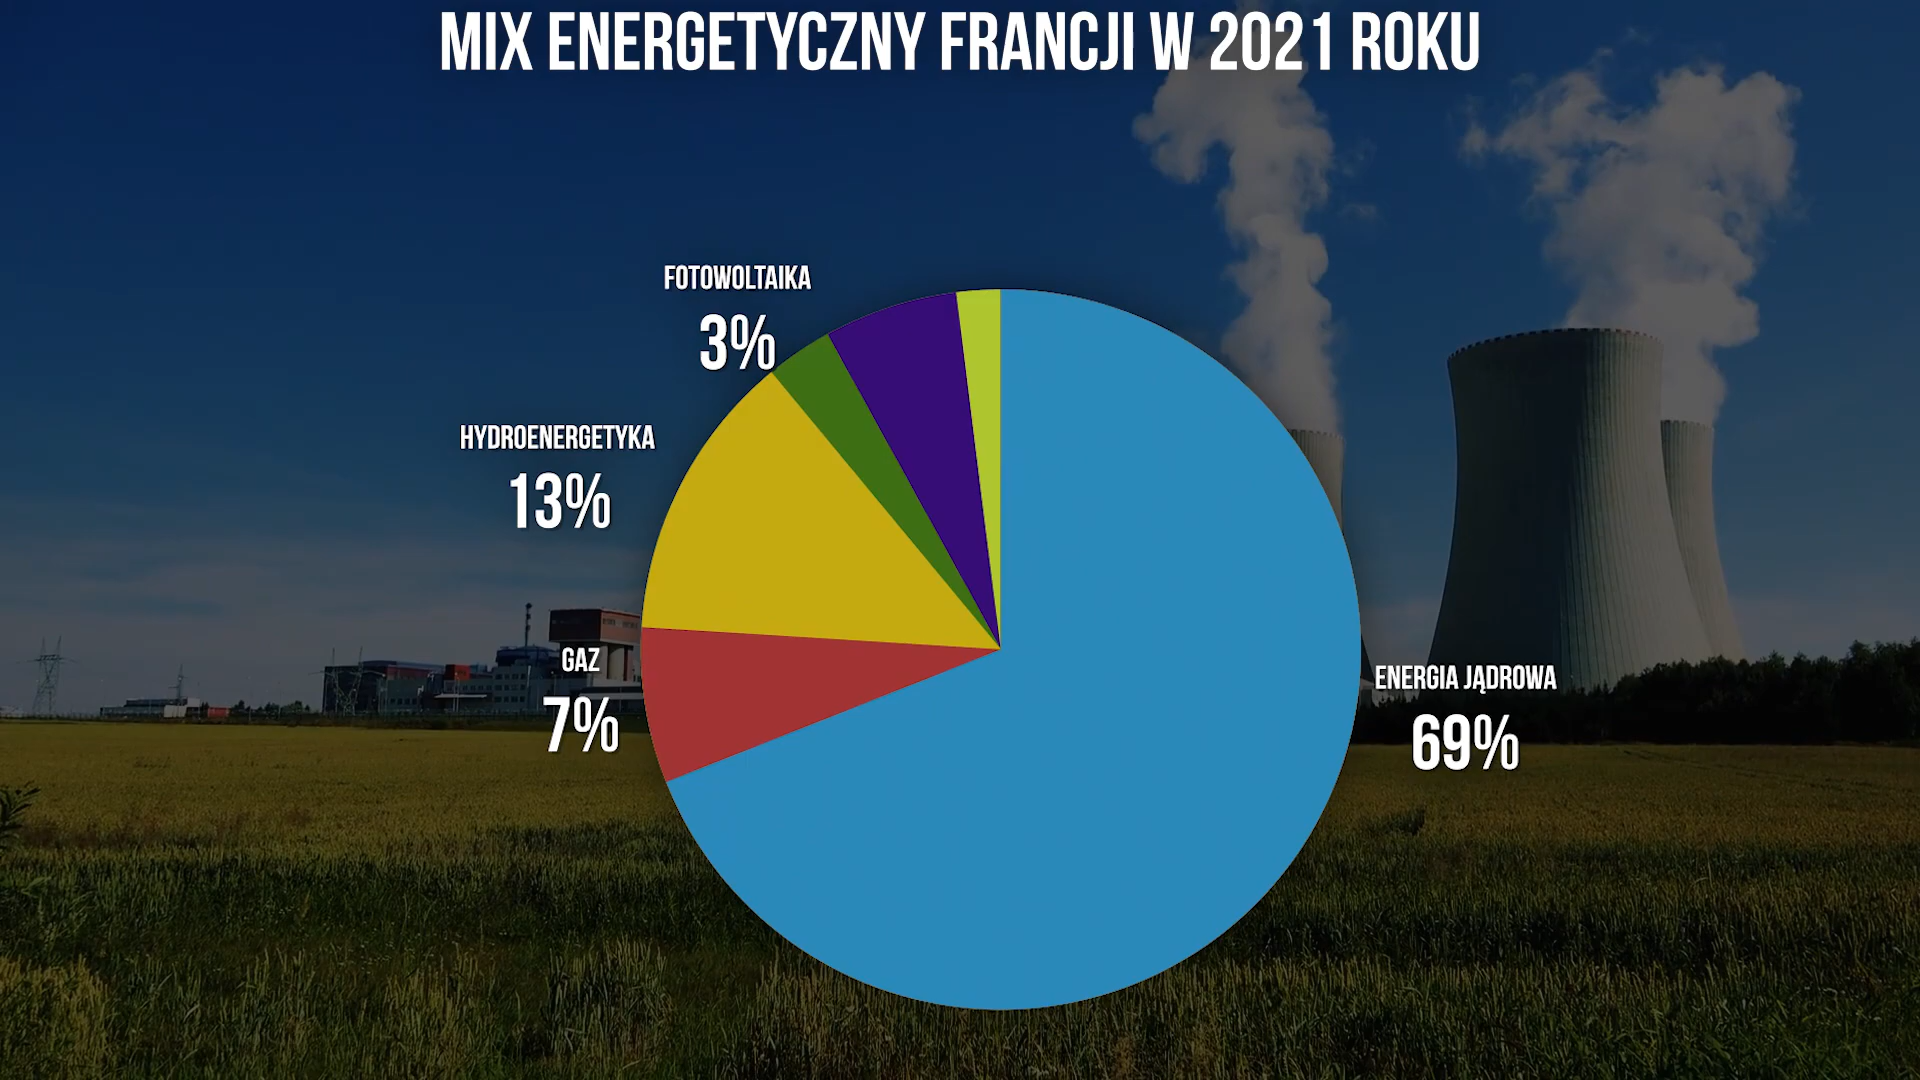 MIX ENERGETYCZNY FRANCJI W 2021 ROKU
FOTOWOLTAIKA
3%
HYDROENERGETYKA
13%
GAZ
7%
ENERGIA JĄDROWA
69%